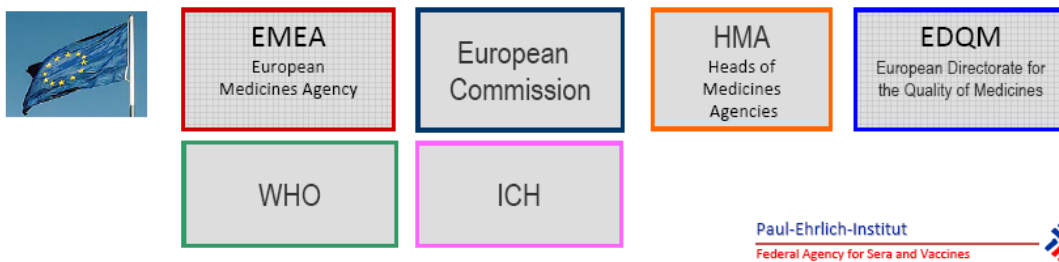 EMEA
European
Medicines Agency
European
Commission
HMA
Heads of
Medicines
Agencies
EDQM
European Directorate for
the Quality of Medicines
WHO
ICH
Paul-Ehrlich-Institut
Federal Agency for Sera and Vaccines